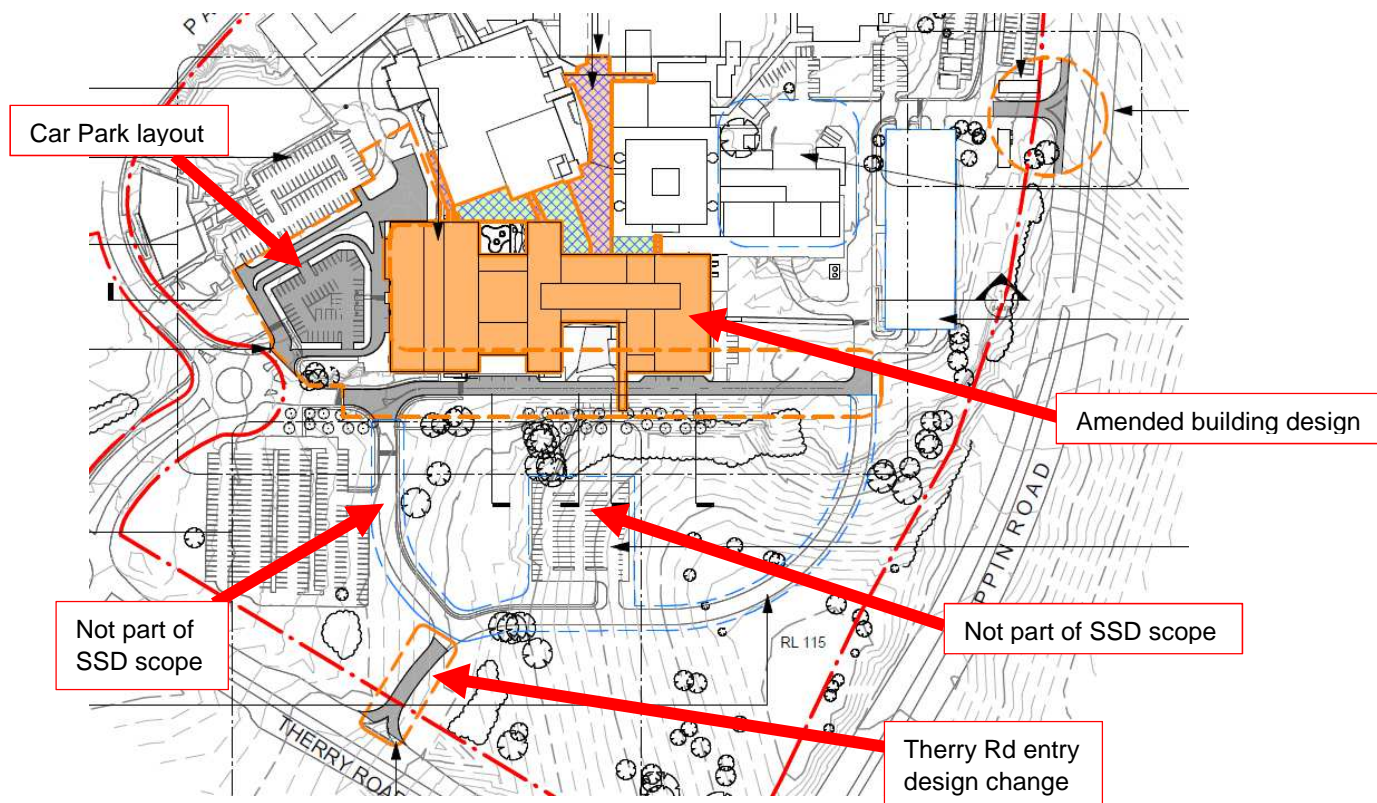 Car Park layout
Amended building design
PPIN ROAD
Not part of
SSD scope
Not part of SSD scope
RL 115
THERRY ROAD
Therry Rd entry
design change